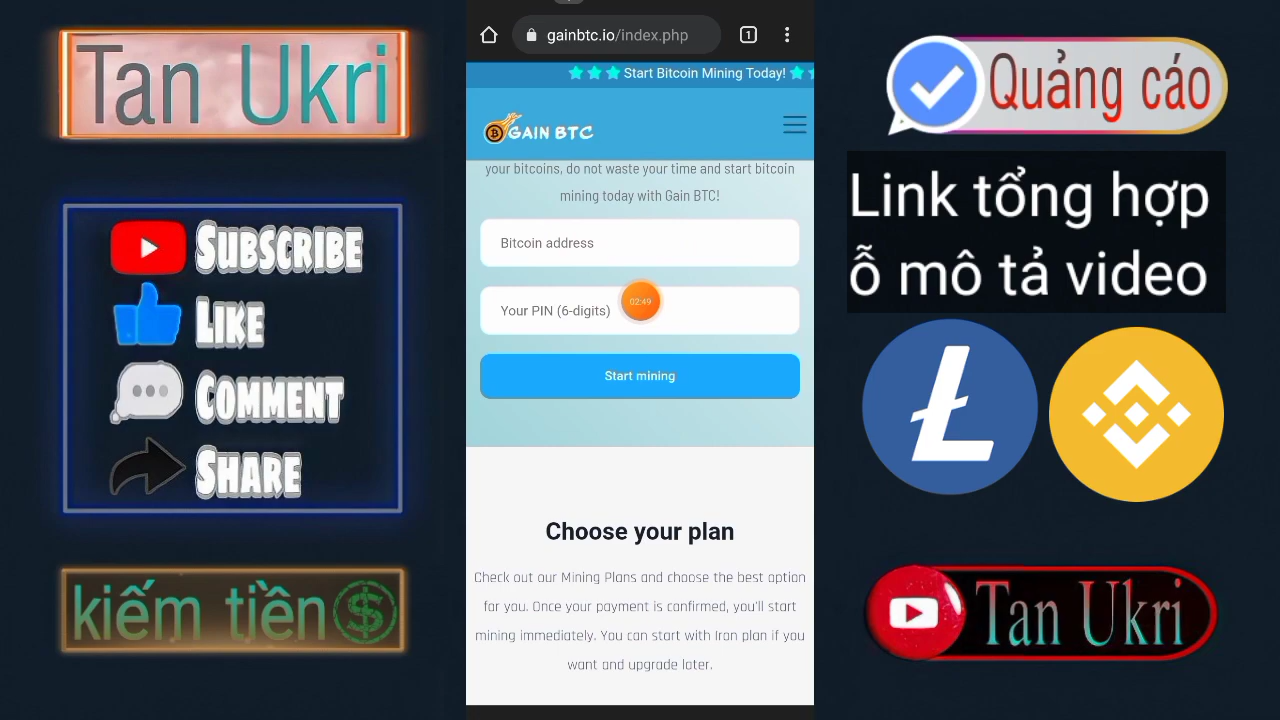 Tan Ukri
SUBSCRIBE
LIKE
COMMENT
SHARE
kiếm tiền
gainbtc.io/index.php
1
Start Bitcoin Mining Today!
GAIN BTC
your bitcoins, do not waste your time and start bitcoin
mining today with Gain BTC!
Bitcoin address
Your PIN (6-digits)
02:49
Start mining
Choose your plan
Check out our Mining Plans and choose the best option
for you. Once your payment is confirmed, you'll start
mining immediately. You can start with Iron plan if you
want and upgrade later.
Quảng cáo
Link tổng hợp
ỗ mô tả video
Tan Ukri